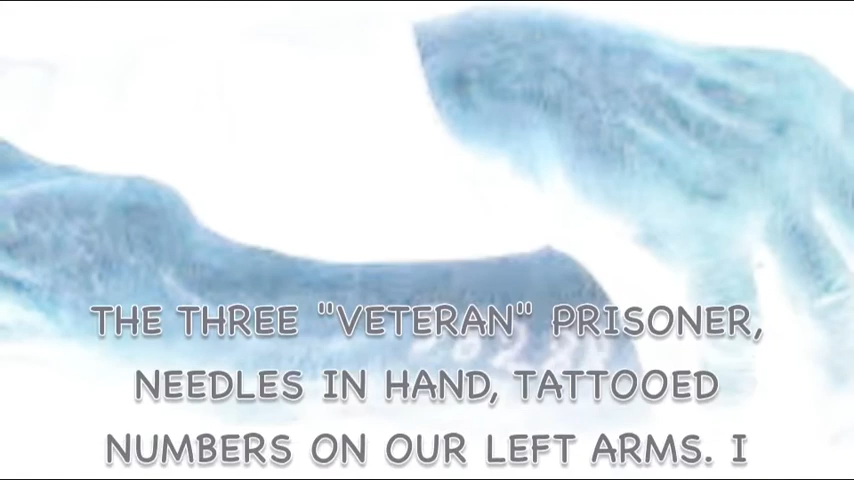 THE THREE "VETERAN" PRISONER,
NEEDLES IN HAND, TATTOOED
NUMBERS ON OUR LEFT ARMS. I